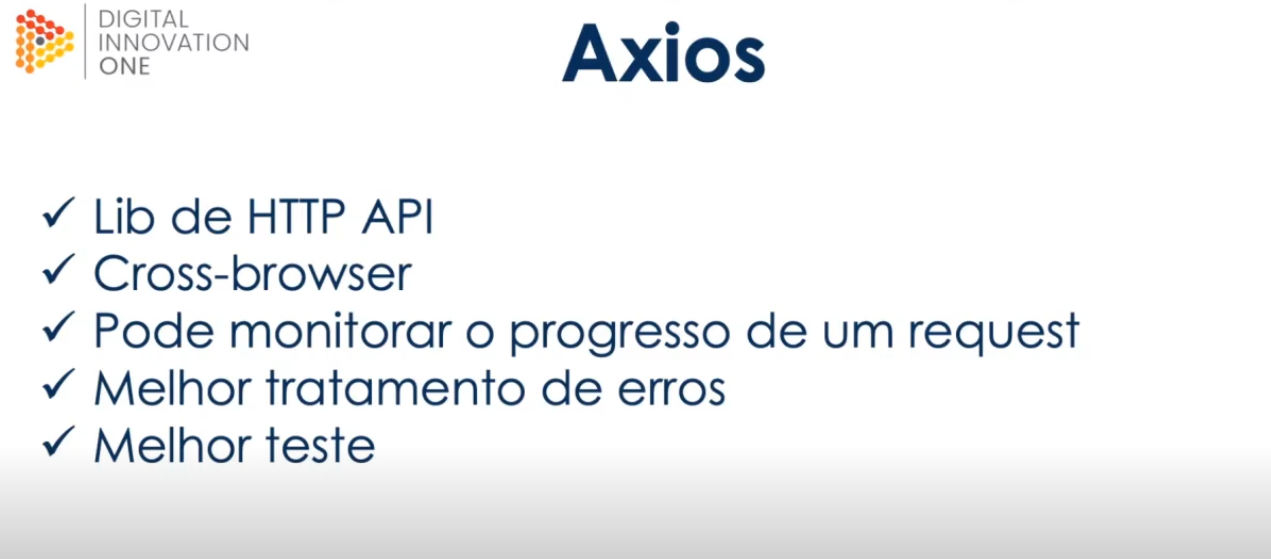 DIGITAL
INNOVATION
ONE
Axios
✓ Lib de HTTP API
✓ Cross-browser
✓ Pode monitorar o progresso de um request
✓ Melhor tratamento de erros
✓ Melhor teste